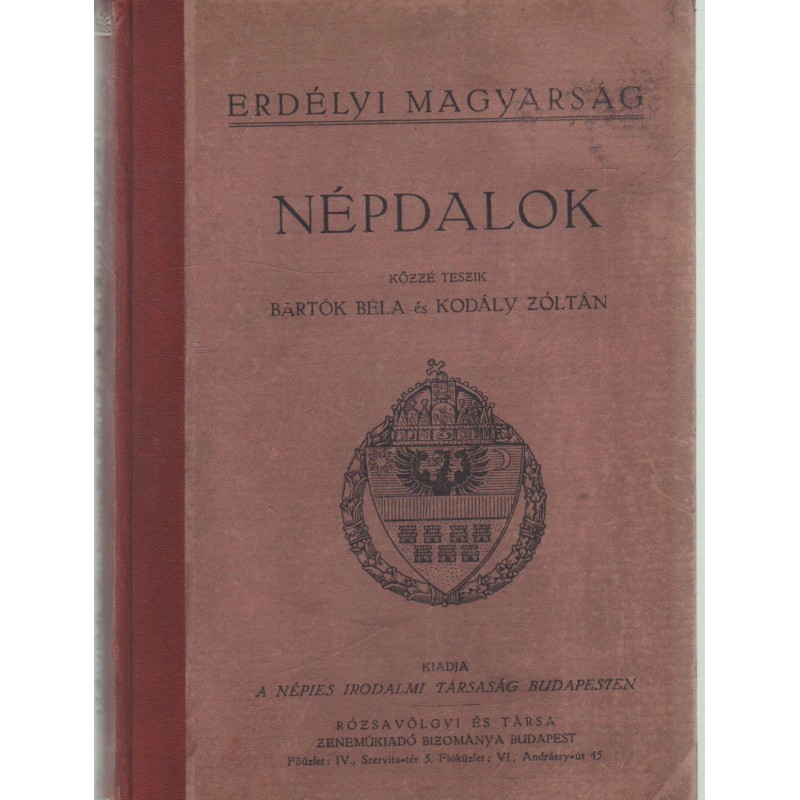 ERDÉLYI MAGYARSÁG
NÉPDALOK
KÖZZÉ TESZIK
BARTÓK BÉLA és KODÁLY ZOLTÁN
KIADJA
A NÉPIES IRODALMI TÁRSASÁG BUDAPESTEN
RÓZSAVÖLGYI ÉS TÁRSA
ZENEMŰKIADÓ BIZOMÁNYA BUDAPEST
Főüzlet: IV., Szervita-tér 5. Fióküzlet: VI., Andrássy-út 45.